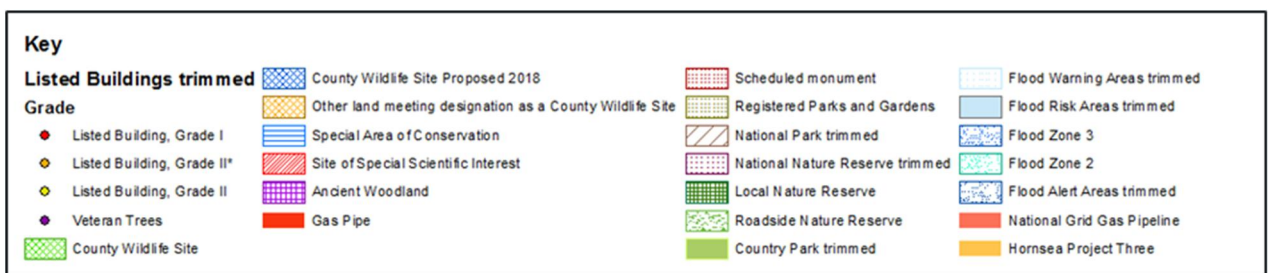 Key
Listed Buildings trimmed
Grade
Listed Building, Grade I
Listed Building, Grade II*
Listed Building, Grade II
Veteran Trees
County Wildlife Site
County Wildlife Site Proposed 2018
Other land meeting designation as a County Wildlife Site
Special Area of Conservation
Site of Special Scientific Interest
Ancient Woodland
Gas Pipe
Scheduled monument
Registered Parks and Gardens
National Park trimmed
National Nature Reserve trimmed
Local Nature Reserve
Roadside Nature Reserve
Country Park trimmed
Flood Warning Areas trimmed
Flood Risk Areas trimmed
Flood Zone 3
Flood Zone 2
Flood Alert Areas trimmed
National Grid Gas Pipeline
Hornsea Project Three